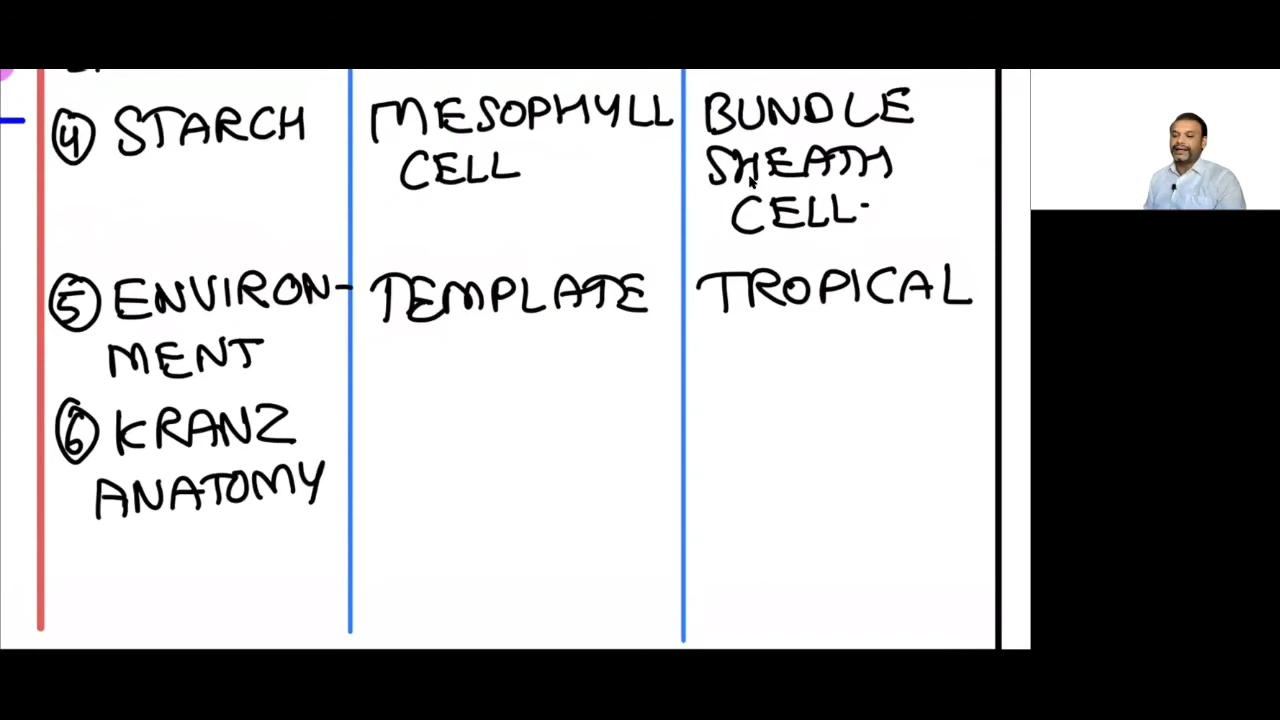 ④ STARCH MESOPHYLL BUNDLE
CELL SHEATH
CELL.
⑤ ENVIRON- TEMPLATE TROPICAL
MENT
⑥ KRANZ
ANATOMY